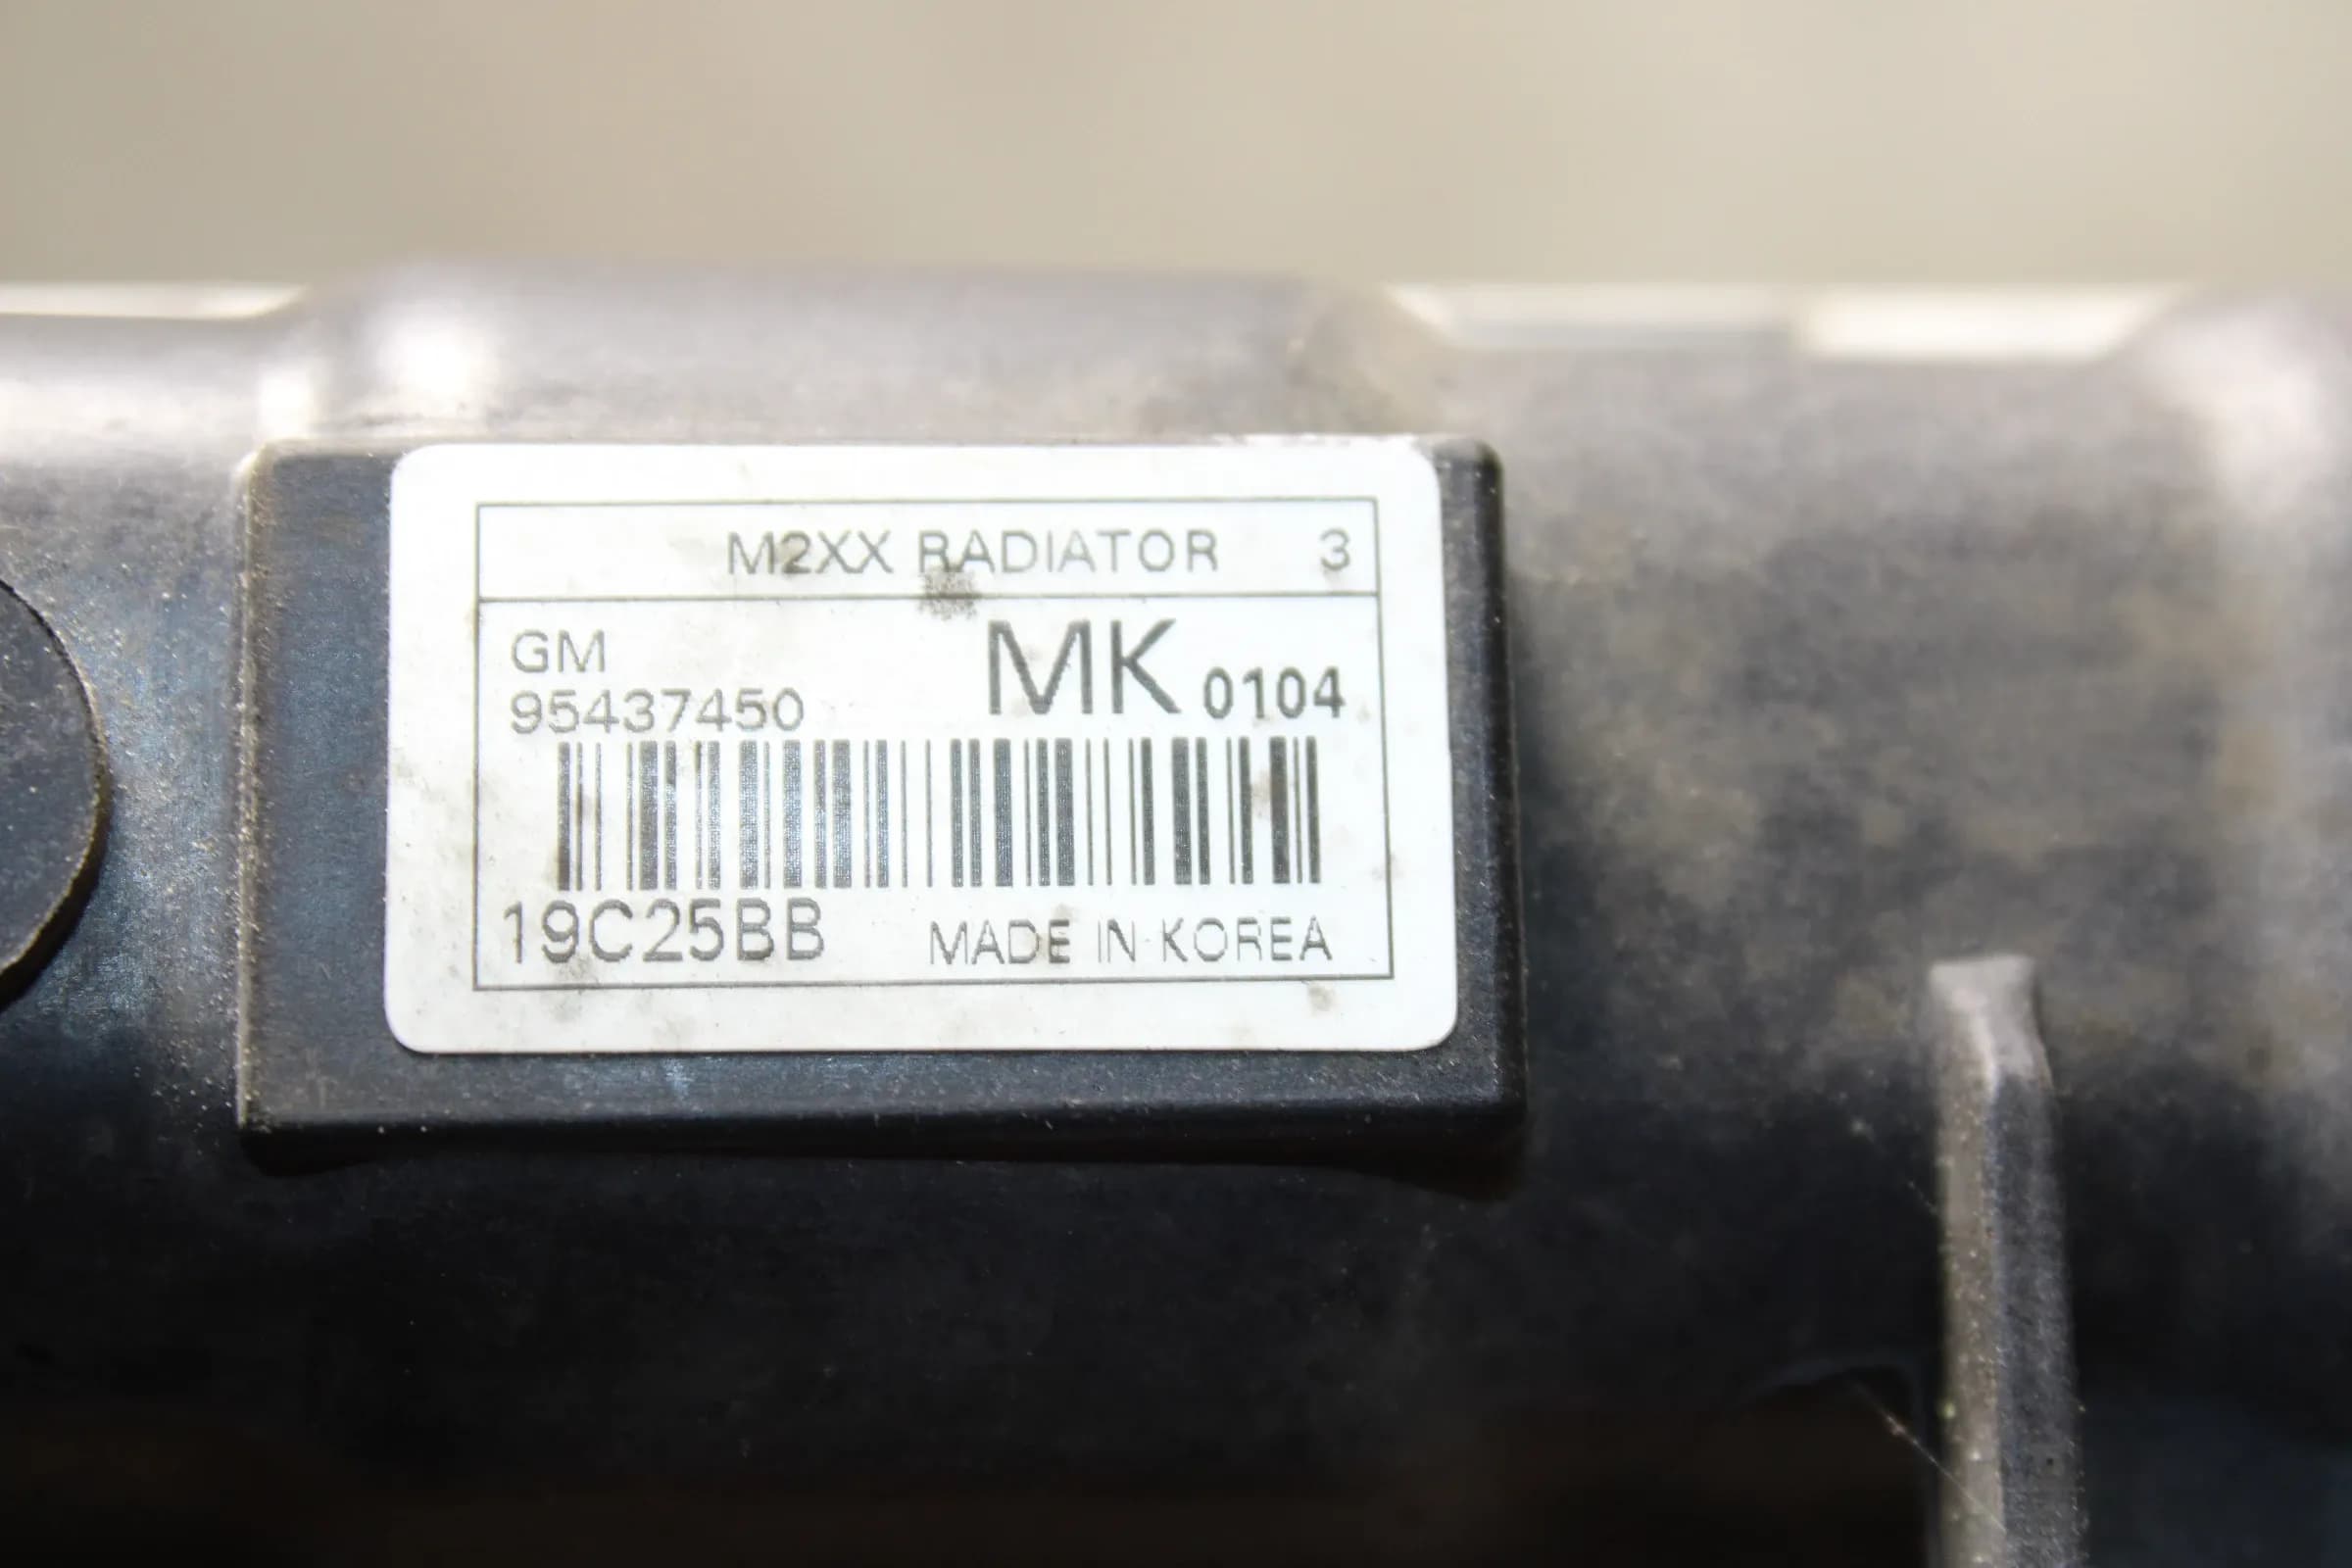 M2XX RADIATOR 3
GM
95437450 MK 0104
19C25BB MADE IN KOREA